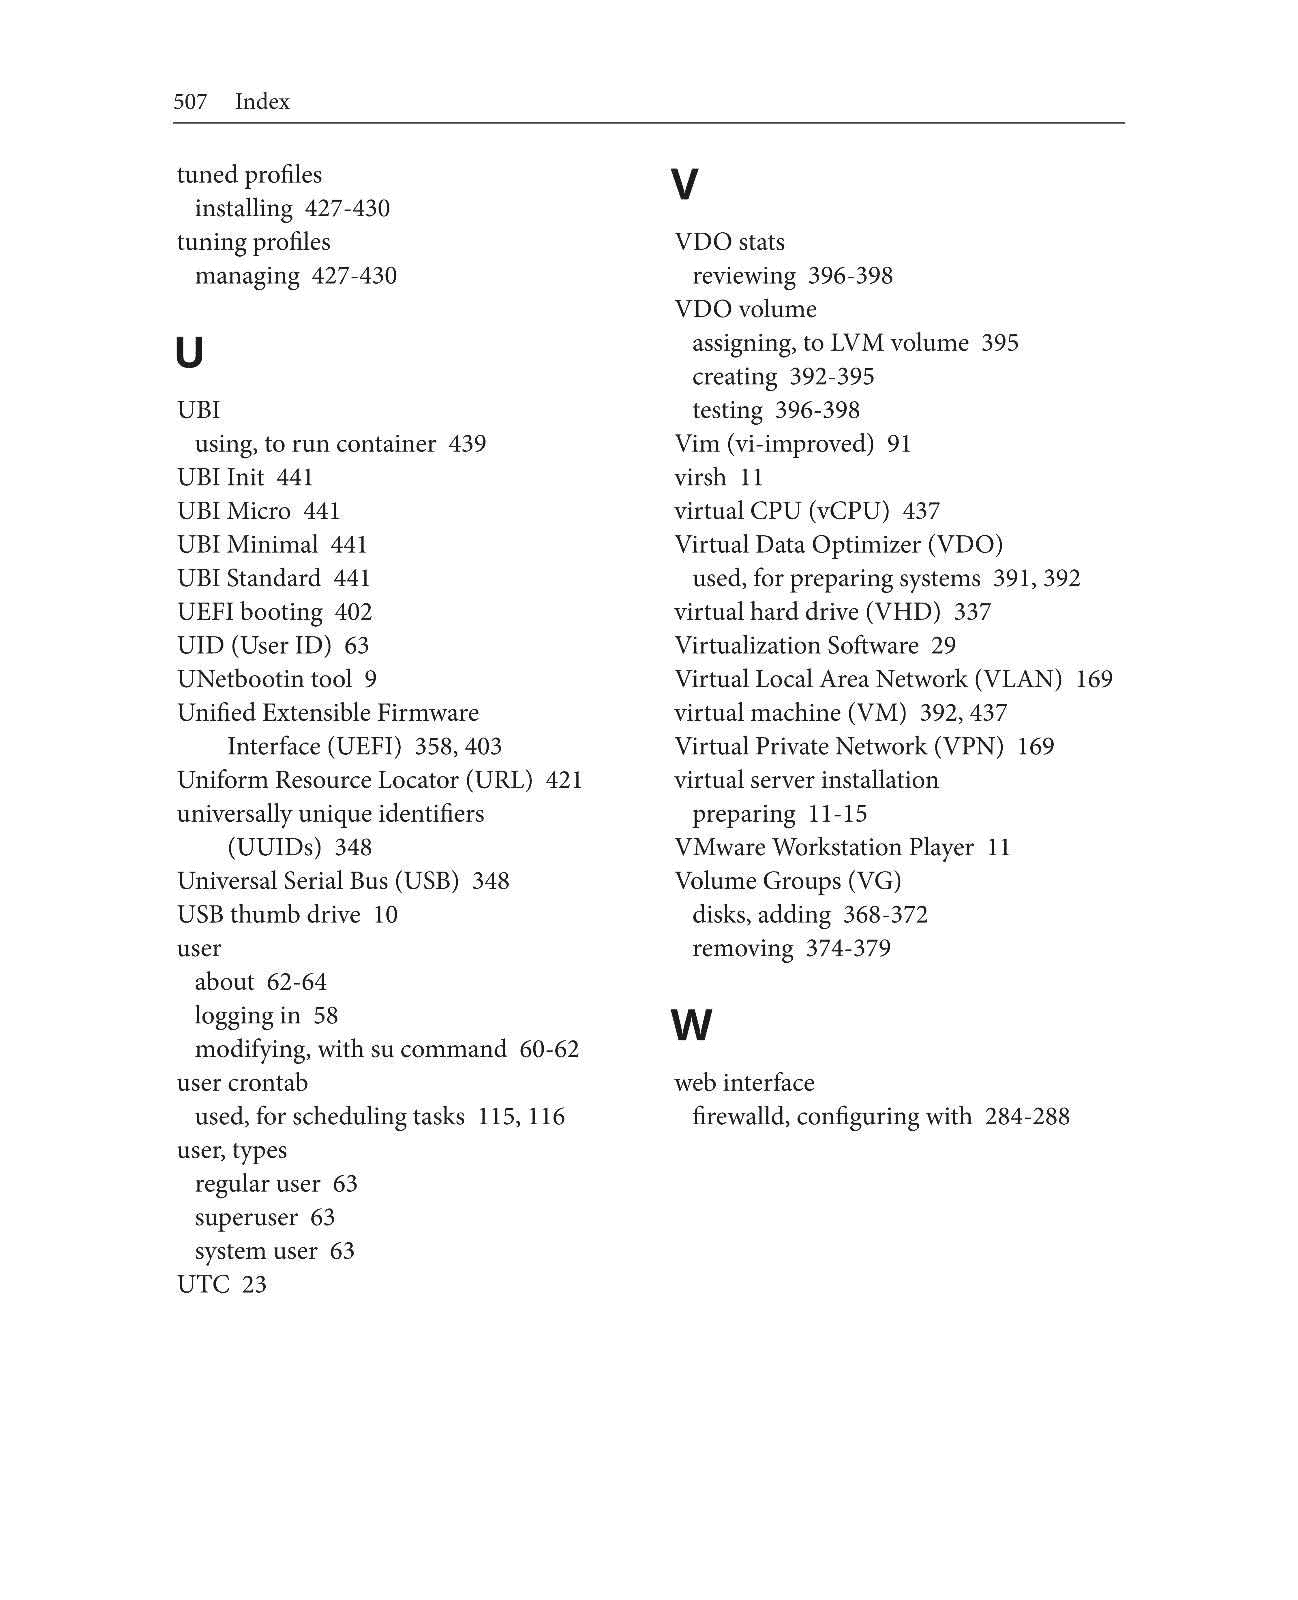 507 Index
tuned profiles
installing 427-430
tuning profiles
managing 427-430
U
UBI
using, to run container 439
UBI Init 441
UBI Micro 441
UBI Minimal 441
UBI Standard 441
UEFI booting 402
UID (User ID) 63
UNetbootin tool 9
Unified Extensible Firmware
Interface (UEFI) 358, 403
Uniform Resource Locator (URL) 421
universally unique identifiers
(UUIDs) 348
Universal Serial Bus (USB) 348
USB thumb drive 10
user
about 62-64
logging in 58
modifying, with su command 60-62
user crontab
used, for scheduling tasks 115, 116
user, types
regular user 63
superuser 63
system user 63
UTC 23
V
VDO stats
reviewing 396-398
VDO volume
assigning, to LVM volume 395
creating 392-395
testing 396-398
Vim (vi-improved) 91
virsh 11
virtual CPU (vCPU) 437
Virtual Data Optimizer (VDO)
used, for preparing systems 391, 392
virtual hard drive (VHD) 337
Virtualization Software 29
Virtual Local Area Network (VLAN) 169
virtual machine (VM) 392, 437
Virtual Private Network (VPN) 169
virtual server installation
preparing 11-15
VMware Workstation Player 11
Volume Groups (VG)
disks, adding 368-372
removing 374-379
W
web interface
firewalld, configuring with 284-288